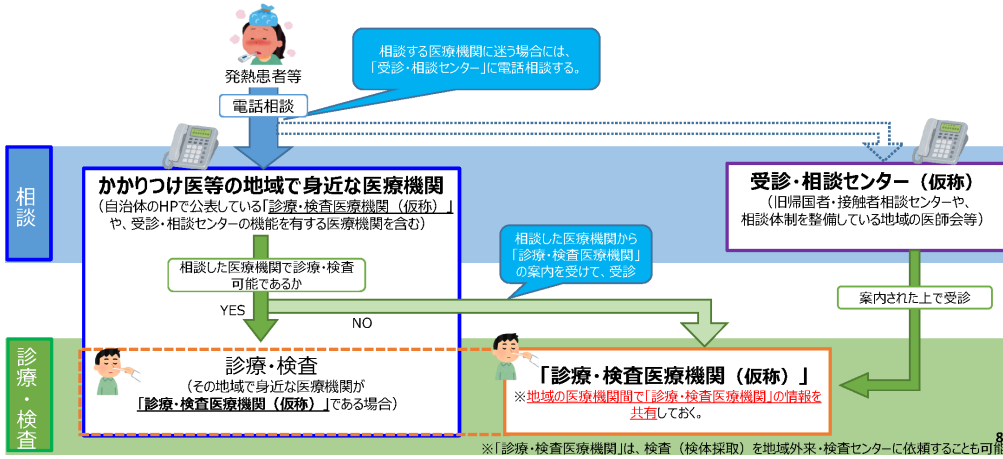 相談する医療機関に迷う場合には、
「受診・相談センター」に電話相談する。
発熱患者等
電話相談
相談
かかりつけ医等の地域で身近な医療機関
（自治体のHPで公表している「診療・検査医療機関（仮称）」
や、受診・相談センターの機能を有する医療機関を含む）
受診・相談センター（仮称）
（旧帰国者・接触者相談センターや、
相談体制を整備している地域の医師会等）
相談した医療機関で診療・検査
可能であるか
相談した医療機関から
「診療・検査医療機関」
の案内を受けて、受診
案内された上で受診
YES
NO
診療・検査
診療・検査
（その地域で身近な医療機関が
「診療・検査医療機関（仮称）」である場合）
「診療・検査医療機関（仮称）」
※地域の医療機関間で「診療・検査医療機関」の情報を
共有しておく。
8
※「診療・検査医療機関」は、検査（検体採取）を地域外来・検査センターに依頼することも可能